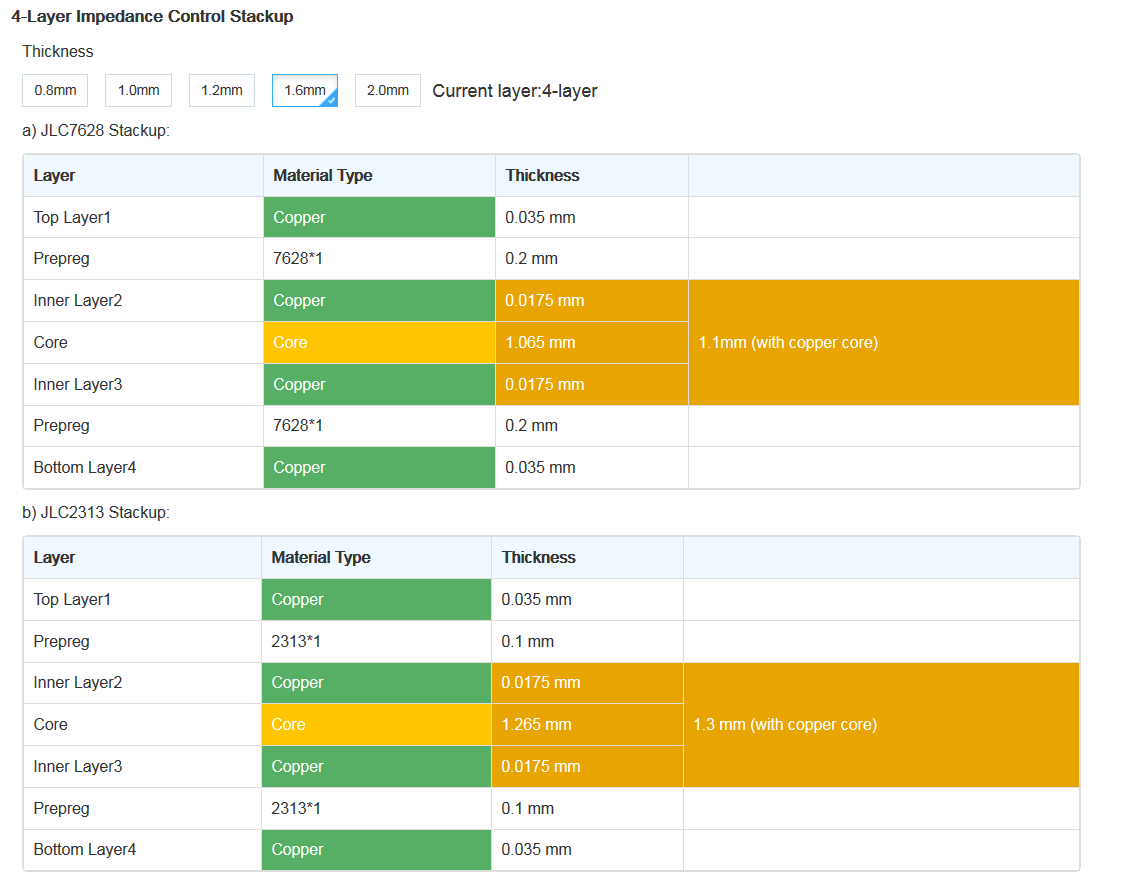 4-Layer Impedance Control Stackup
Thickness
0.8mm 1.0mm 1.2mm 1.6mm 2.0mm Current layer:4-layer
a) JLC7628 Stackup:
Layer Material Type Thickness
Top Layer1 Copper 0.035 mm
Prepreg 7628*1 0.2 mm
Inner Layer2 Copper 0.0175 mm
Core Core 1.065 mm 1.1mm (with copper core)
Inner Layer3 Copper 0.0175 mm
Prepreg 7628*1 0.2 mm
Bottom Layer4 Copper 0.035 mm
b) JLC2313 Stackup:
Layer Material Type Thickness
Top Layer1 Copper 0.035 mm
Prepreg 2313*1 0.1 mm
Inner Layer2 Copper 0.0175 mm
Core Core 1.265 mm 1.3 mm (with copper core)
Inner Layer3 Copper 0.0175 mm
Prepreg 2313*1 0.1 mm
Bottom Layer4 Copper 0.035 mm